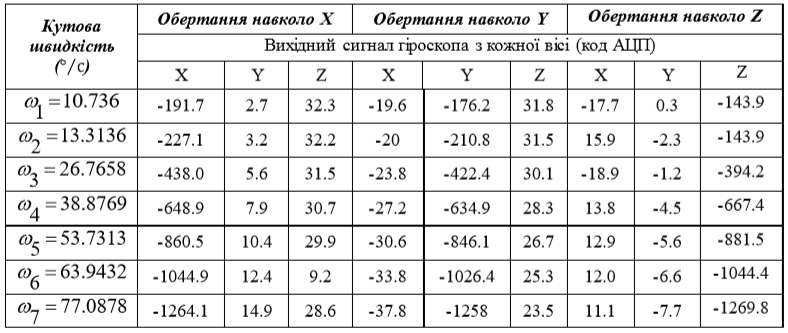 Кутова швидкість (°/с) Обертання навколо X Обертання навколо Y Обертання навколо Z
Вихідний сигнал гіроскопа з кожної вісі (код АЦП)
X Y Z X Y Z X Y Z
ω1 =10.736 -191.7 2.7 32.3 -19.6 -176.2 31.8 -17.7 0.3 -143.9
ω2 =13.3136 -227.1 3.2 32.2 -20 -210.8 31.5 15.9 -2.3 -143.9
ω3 =26.7658 -438.0 5.6 31.5 -23.8 -422.4 30.1 -18.9 -1.2 -394.2
ω4 =38.8769 -648.9 7.9 30.7 -27.2 -634.9 28.3 13.8 -4.5 -667.4
ω5 =53.7313 -860.5 10.4 29.9 -30.6 -846.1 26.7 12.9 -5.6 -881.5
ω6 =63.9432 -1044.9 12.4 9.2 -33.8 -1026.4 25.3 12.0 -6.6 -1044.4
ω7 =77.0878 -1264.1 14.9 28.6 -37.8 -1258 23.5 11.1 -7.7 -1269.8